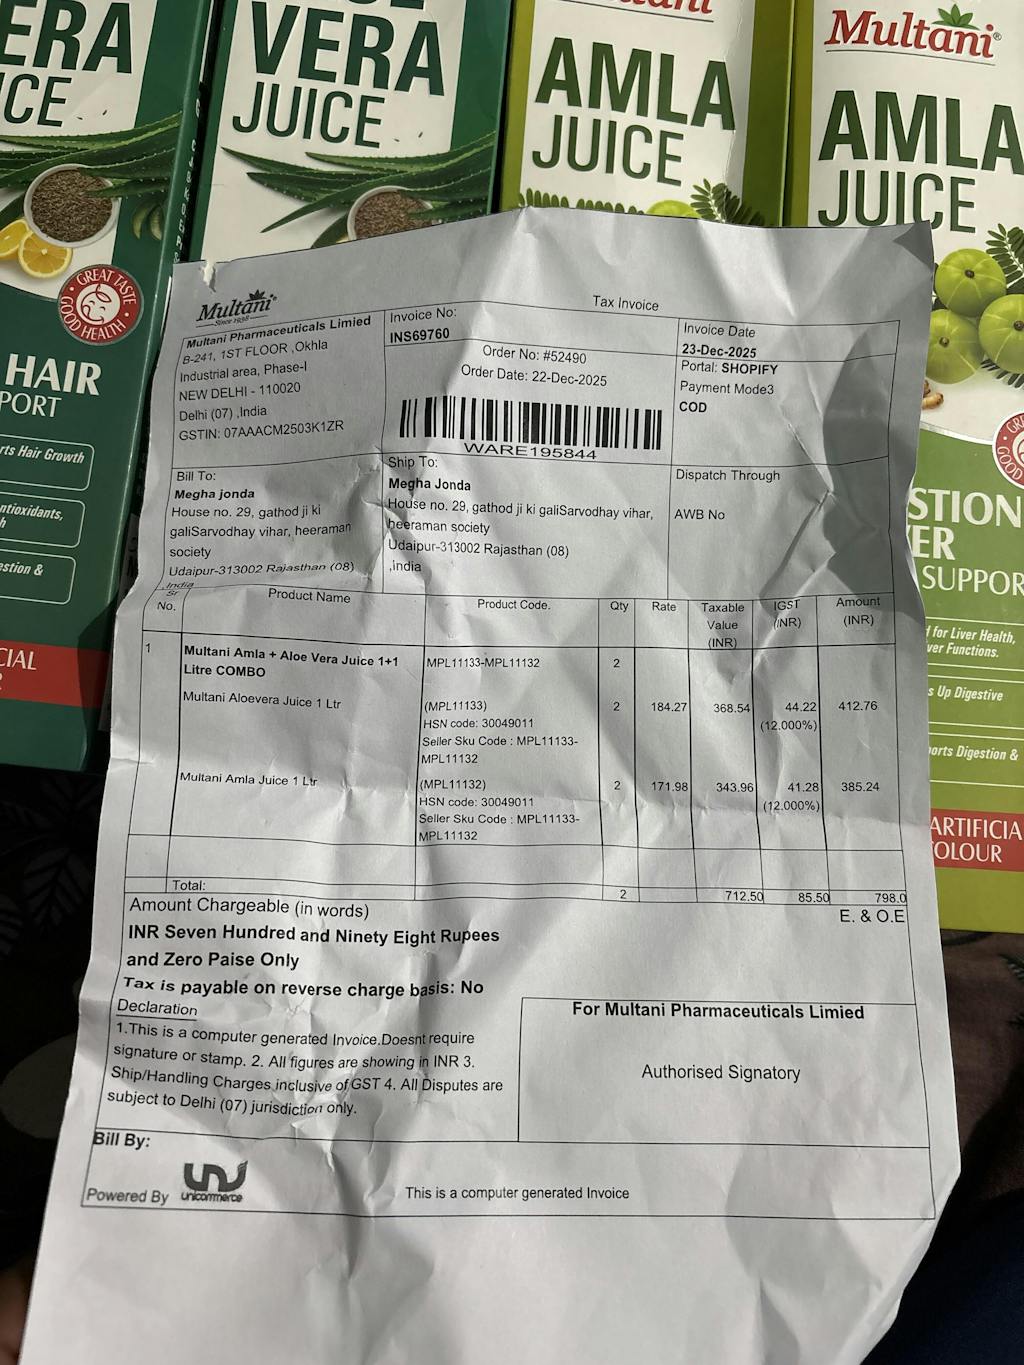 ERA
ICE
VERA
JUICE
Multani
AMLA
JUICE
Multani®
AMLA
JUICE
GREAT TASTE
GOOD HEALTH
HAIR
PORT
rts Hair Growth
ntioxidants,
h
estion &
CIAL
R
STION
ER
SUPPOR
for Liver Health,
ver Functions.
s Up Digestive
ports Digestion &
ARTIFICIA
OLOUR
Multani®
Since 1938
Tax Invoice
Multani Pharmaceuticals Limied
B-241, 1ST FLOOR ,Okhla
Industrial area, Phase-I
NEW DELHI - 110020
Delhi (07) ,India
GSTIN: 07AAACM2503K1ZR
Invoice No:
INS69760
Order No: #52490
Order Date: 22-Dec-2025
WARE195844
Invoice Date
23-Dec-2025
Portal: SHOPIFY
Payment Mode3
COD
Bill To:
Megha jonda
House no. 29, gathod ji ki
galiSarvodhay vihar, heeraman
society
Udaipur-313002 Rajasthan (08)
,India
Ship To:
Megha Jonda
House no. 29, gathod ji ki galiSarvodhay vihar,
heeraman society
Udaipur-313002 Rajasthan (08)
,India
Dispatch Through
AWB No
Sr No. Product Name Product Code. Qty Rate Taxable Value (INR) IGST (INR) Amount (INR)
1 Multani Amla + Aloe Vera Juice 1+1 MPL11133-MPL11132 2
Litre COMBO
Multani Aloevera Juice 1 Ltr (MPL11133) 2 184.27 368.54 44.22 412.76
HSN code: 30049011 (12.000%)
Seller Sku Code : MPL11133-
MPL11132
Multani Amla Juice 1 Ltr (MPL11132) 2 171.98 343.96 41.28 385.24
HSN code: 30049011 (12.000%)
Seller Sku Code : MPL11133-
MPL11132
Total: 2 712.50 85.50 798.0
Amount Chargeable (in words) E. & O.E
INR Seven Hundred and Ninety Eight Rupees
and Zero Paise Only
Tax is payable on reverse charge basis: No
Declaration
1.This is a computer generated Invoice.Doesnt require
signature or stamp. 2. All figures are showing in INR 3.
Ship/Handling Charges inclusive of GST 4. All Disputes are
subject to Delhi (07) jurisdiction only.
For Multani Pharmaceuticals Limied
Authorised Signatory
Bill By:
Powered By unicommerce
This is a computer generated Invoice